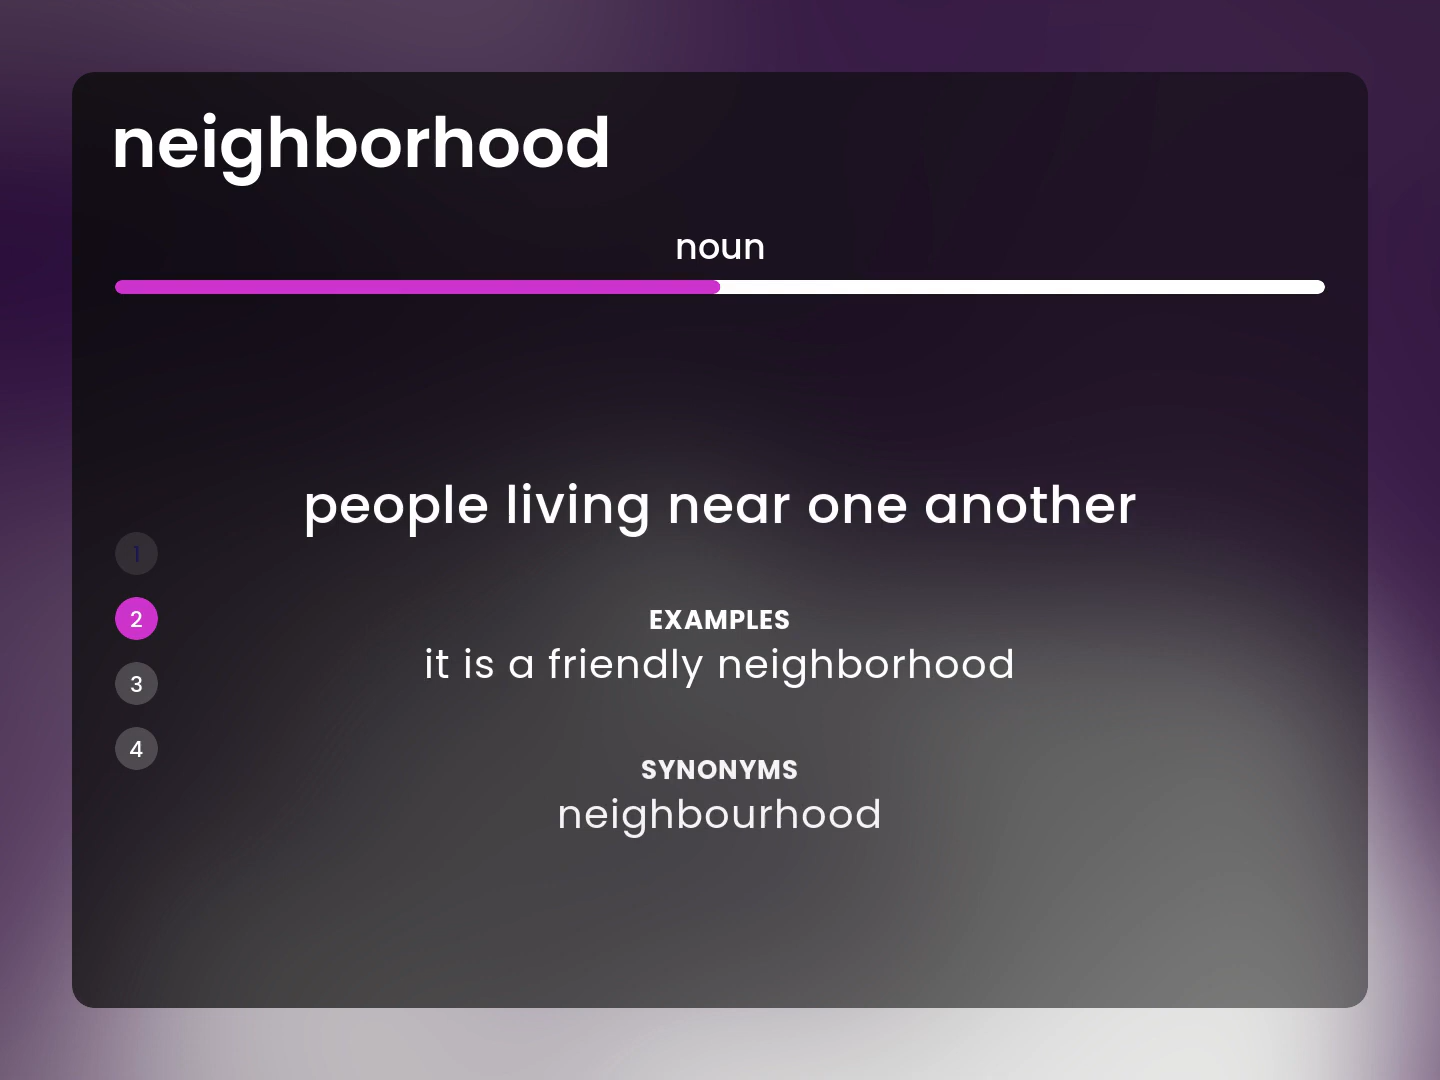 neighborhood
noun
people living near one another
1
2
3
4
EXAMPLES
it is a friendly neighborhood
SYNONYMS
neighbourhood